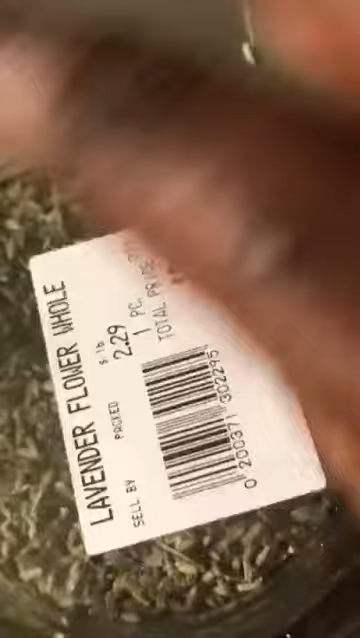 LAVENDER FLOWER WHOLE
SELL BY PACKED $ lb
2.29
1 PC.
TOTAL PRICE
0 200371 302295